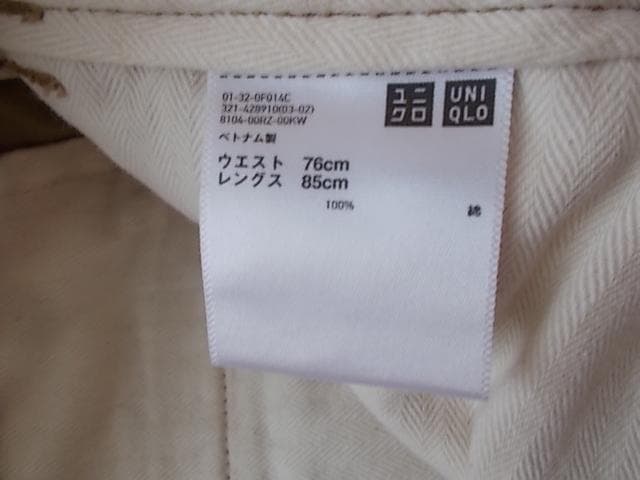 01-32-0F014C
321-428910(03-02)
8104-00RZ-00KW
ユニ
クロ
UNI
QLO
ベトナム製
ウエスト 76cm
レングス 85cm
100% 綿